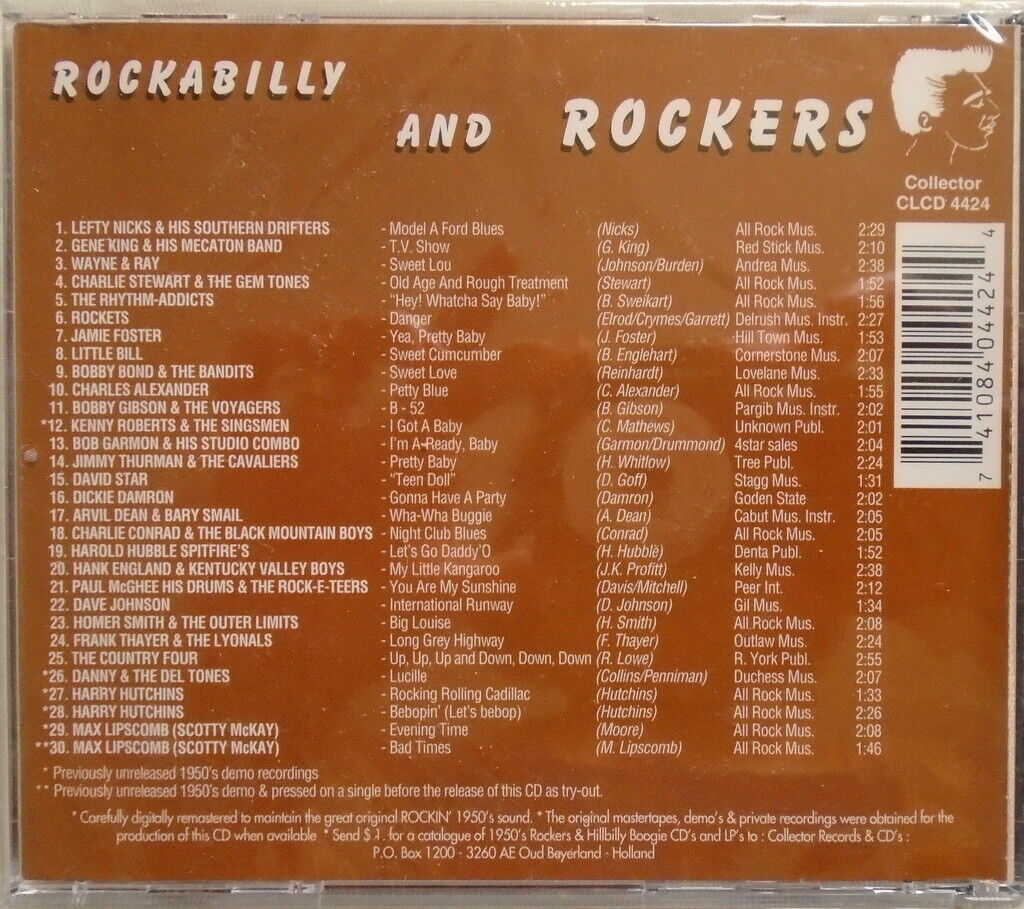 ROCKABILLY
AND ROCKERS
Collector
CLCD 4424
1. LEFTY NICKS & HIS SOUTHERN DRIFTERS - Model A Ford Blues (Nicks) All Rock Mus. 2:29
2. GENE KING & HIS MECATON BAND - T.V. Show (G. King) Red Stick Mus. 2:10
3. WAYNE & RAY - Sweet Lou (Johnson/Burden) Andrea Mus. 2:38
4. CHARLIE STEWART & THE GEM TONES - Old Age And Rough Treatment (Stewart) All Rock Mus. 1:52
5. THE RHYTHM-ADDICTS - "Hey! Whatcha Say Baby!" (B. Sweikart) All Rock Mus. 1:56
6. ROCKETS - Danger (Elrod/Crymes/Garrett) Delrush Mus. Instr. 2:27
7. JAMIE FOSTER - Yea, Pretty Baby (J. Foster) Hill Town Mus. 1:53
8. LITTLE BILL - Sweet Cumcumber (B. Englehart) Cornerstone Mus. 2:07
9. BOBBY BOND & THE BANDITS - Sweet Love (Reinhardt) Lovelane Mus. 2:33
10. CHARLES ALEXANDER - Petty Blue (C. Alexander) All Rock Mus. 1:55
11. BOBBY GIBSON & THE VOYAGERS - B - 52 (B. Gibson) Pargib Mus. Instr. 2:02
*12. KENNY ROBERTS & THE SINGSMEN - I Got A Baby (C. Mathews) Unknown Publ. 2:01
13. BOB GARMON & HIS STUDIO COMBO - I'm A-Ready, Baby (Garmon/Drummond) 4star sales 2:04
14. JIMMY THURMAN & THE CAVALIERS - Pretty Baby (H. Whitlow) Tree Publ. 2:24
15. DAVID STAR - "Teen Doll" (D. Goff) Stagg Mus. 1:31
16. DICKIE DAMRON - Gonna Have A Party (Damron) Goden State 2:02
17. ARVIL DEAN & BARY SMAIL - Wha-Wha Buggie (A. Dean) Cabut Mus. Instr. 2:05
18. CHARLIE CONRAD & THE BLACK MOUNTAIN BOYS - Night Club Blues (Conrad) All Rock Mus. 2:05
19. HAROLD HUBBLE SPITFIRE'S - Let's Go Daddy'O (H. Hubble) Denta Publ. 1:52
20. HANK ENGLAND & KENTUCKY VALLEY BOYS - My Little Kangaroo (J.K. Profitt) Kelly Mus. 2:38
21. PAUL McGHEE HIS DRUMS & THE ROCK-E-TEERS - You Are My Sunshine (Davis/Mitchell) Peer Int. 2:12
22. DAVE JOHNSON - International Runway (D. Johnson) Gil Mus. 1:34
23. HOMER SMITH & THE OUTER LIMITS - Big Louise (H. Smith) All Rock Mus. 2:08
24. FRANK THAYER & THE LYONALS - Long Grey Highway (F. Thayer) Outlaw Mus. 2:24
25. THE COUNTRY FOUR - Up, Up, Up and Down, Down, Down (R. Lowe) R. York Publ. 2:55
*26. DANNY & THE DEL TONES - Lucille (Collins/Penniman) Duchess Mus. 2:07
*27. HARRY HUTCHINS - Rocking Rolling Cadillac (Hutchins) All Rock Mus. 1:33
*28. HARRY HUTCHINS - Bebopin' (Let's bebop) (Hutchins) All Rock Mus. 2:26
*29. MAX LIPSCOMB (SCOTTY McKAY) - Evening Time (Moore) All Rock Mus. 2:08
**30. MAX LIPSCOMB (SCOTTY McKAY) - Bad Times (M. Lipscomb) All Rock Mus. 1:46
7 41084 04424 4
* Previously unreleased 1950's demo recordings
** Previously unreleased 1950's demo & pressed on a single before the release of this CD as try-out.
* Carefully digitally remastered to maintain the great original ROCKIN' 1950's sound. * The original mastertapes, demo's & private recordings were obtained for the
production of this CD when available * Send $ 1. for a catalogue of 1950's Rockers & Hillbilly Boogie CD's and LP's to : Collector Records & CD's :
P.O. Box 1200 - 3260 AE Oud Beyerland - Holland